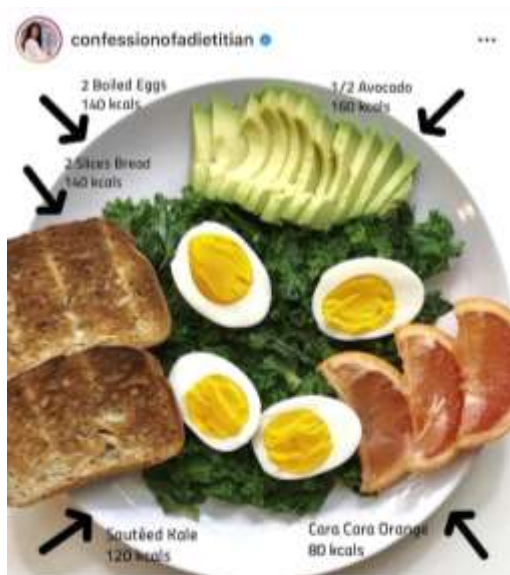 confessionofadietitian
2 Boiled Eggs
140 kcals
1/2 Avocado
160 kcals
2 Slices Bread
140 kcals
Sautéed Kale
120 kcals
Cara Cara Orange
80 kcals